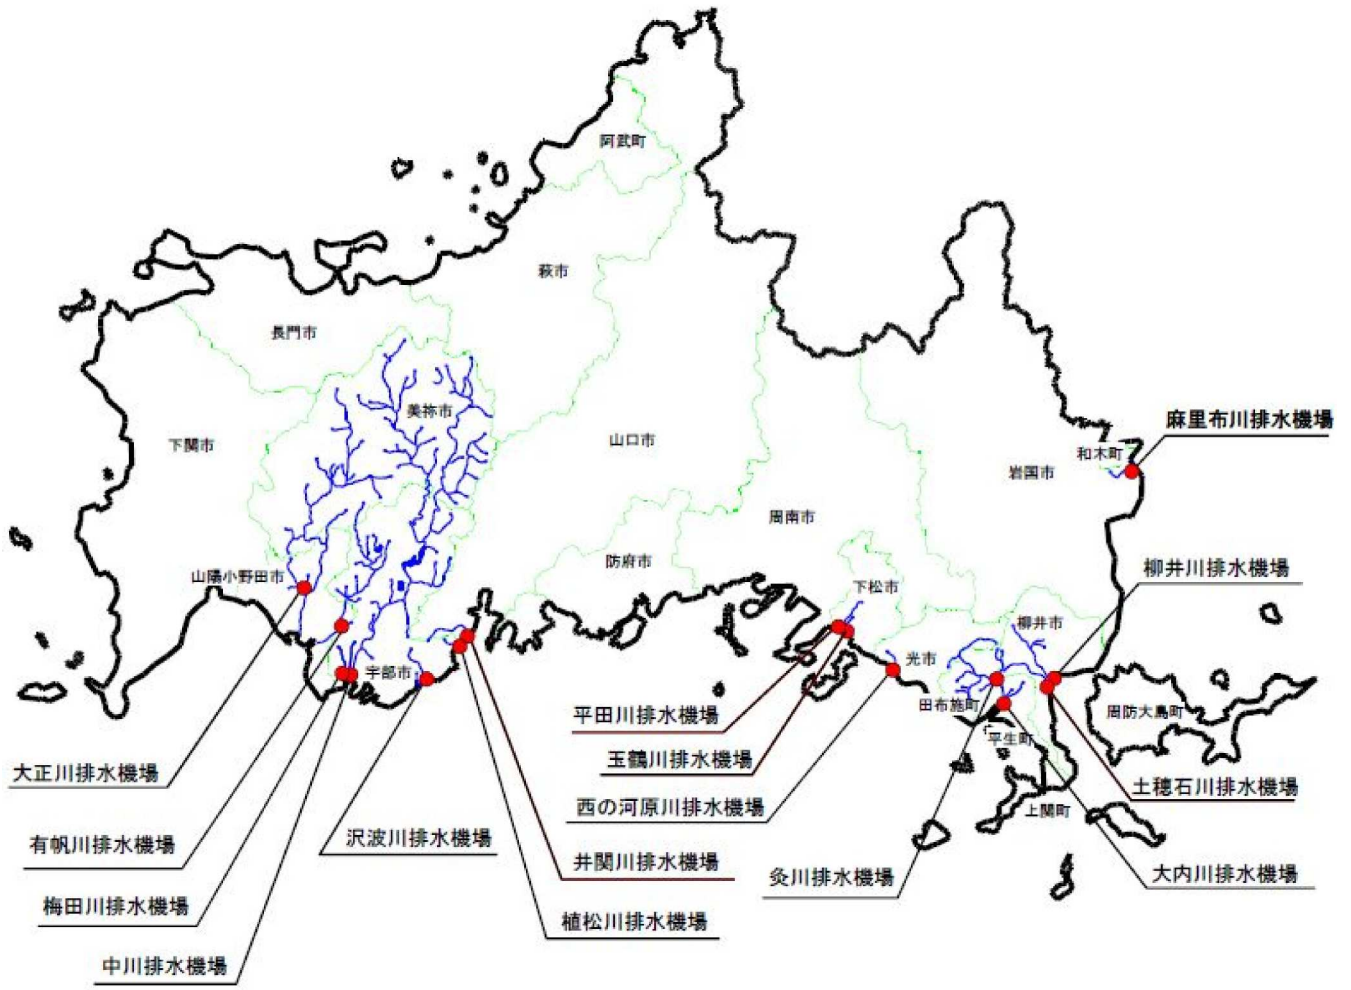 阿武町
萩市
長門市
美祢市
下関市
山口市
麻里布川排水機場
和木町
岩国市
周南市
防府市
柳井川排水機場
山陽小野田市
下松市
柳井市
光市
宇部市
田布施町
周防大島町
平田川排水機場
平生町
玉鶴川排水機場
大正川排水機場
土穂石川排水機場
西の河原川排水機場
上関町
沢波川排水機場
有帆川排水機場
井関川排水機場
灸川排水機場
大内川排水機場
梅田川排水機場
植松川排水機場
中川排水機場